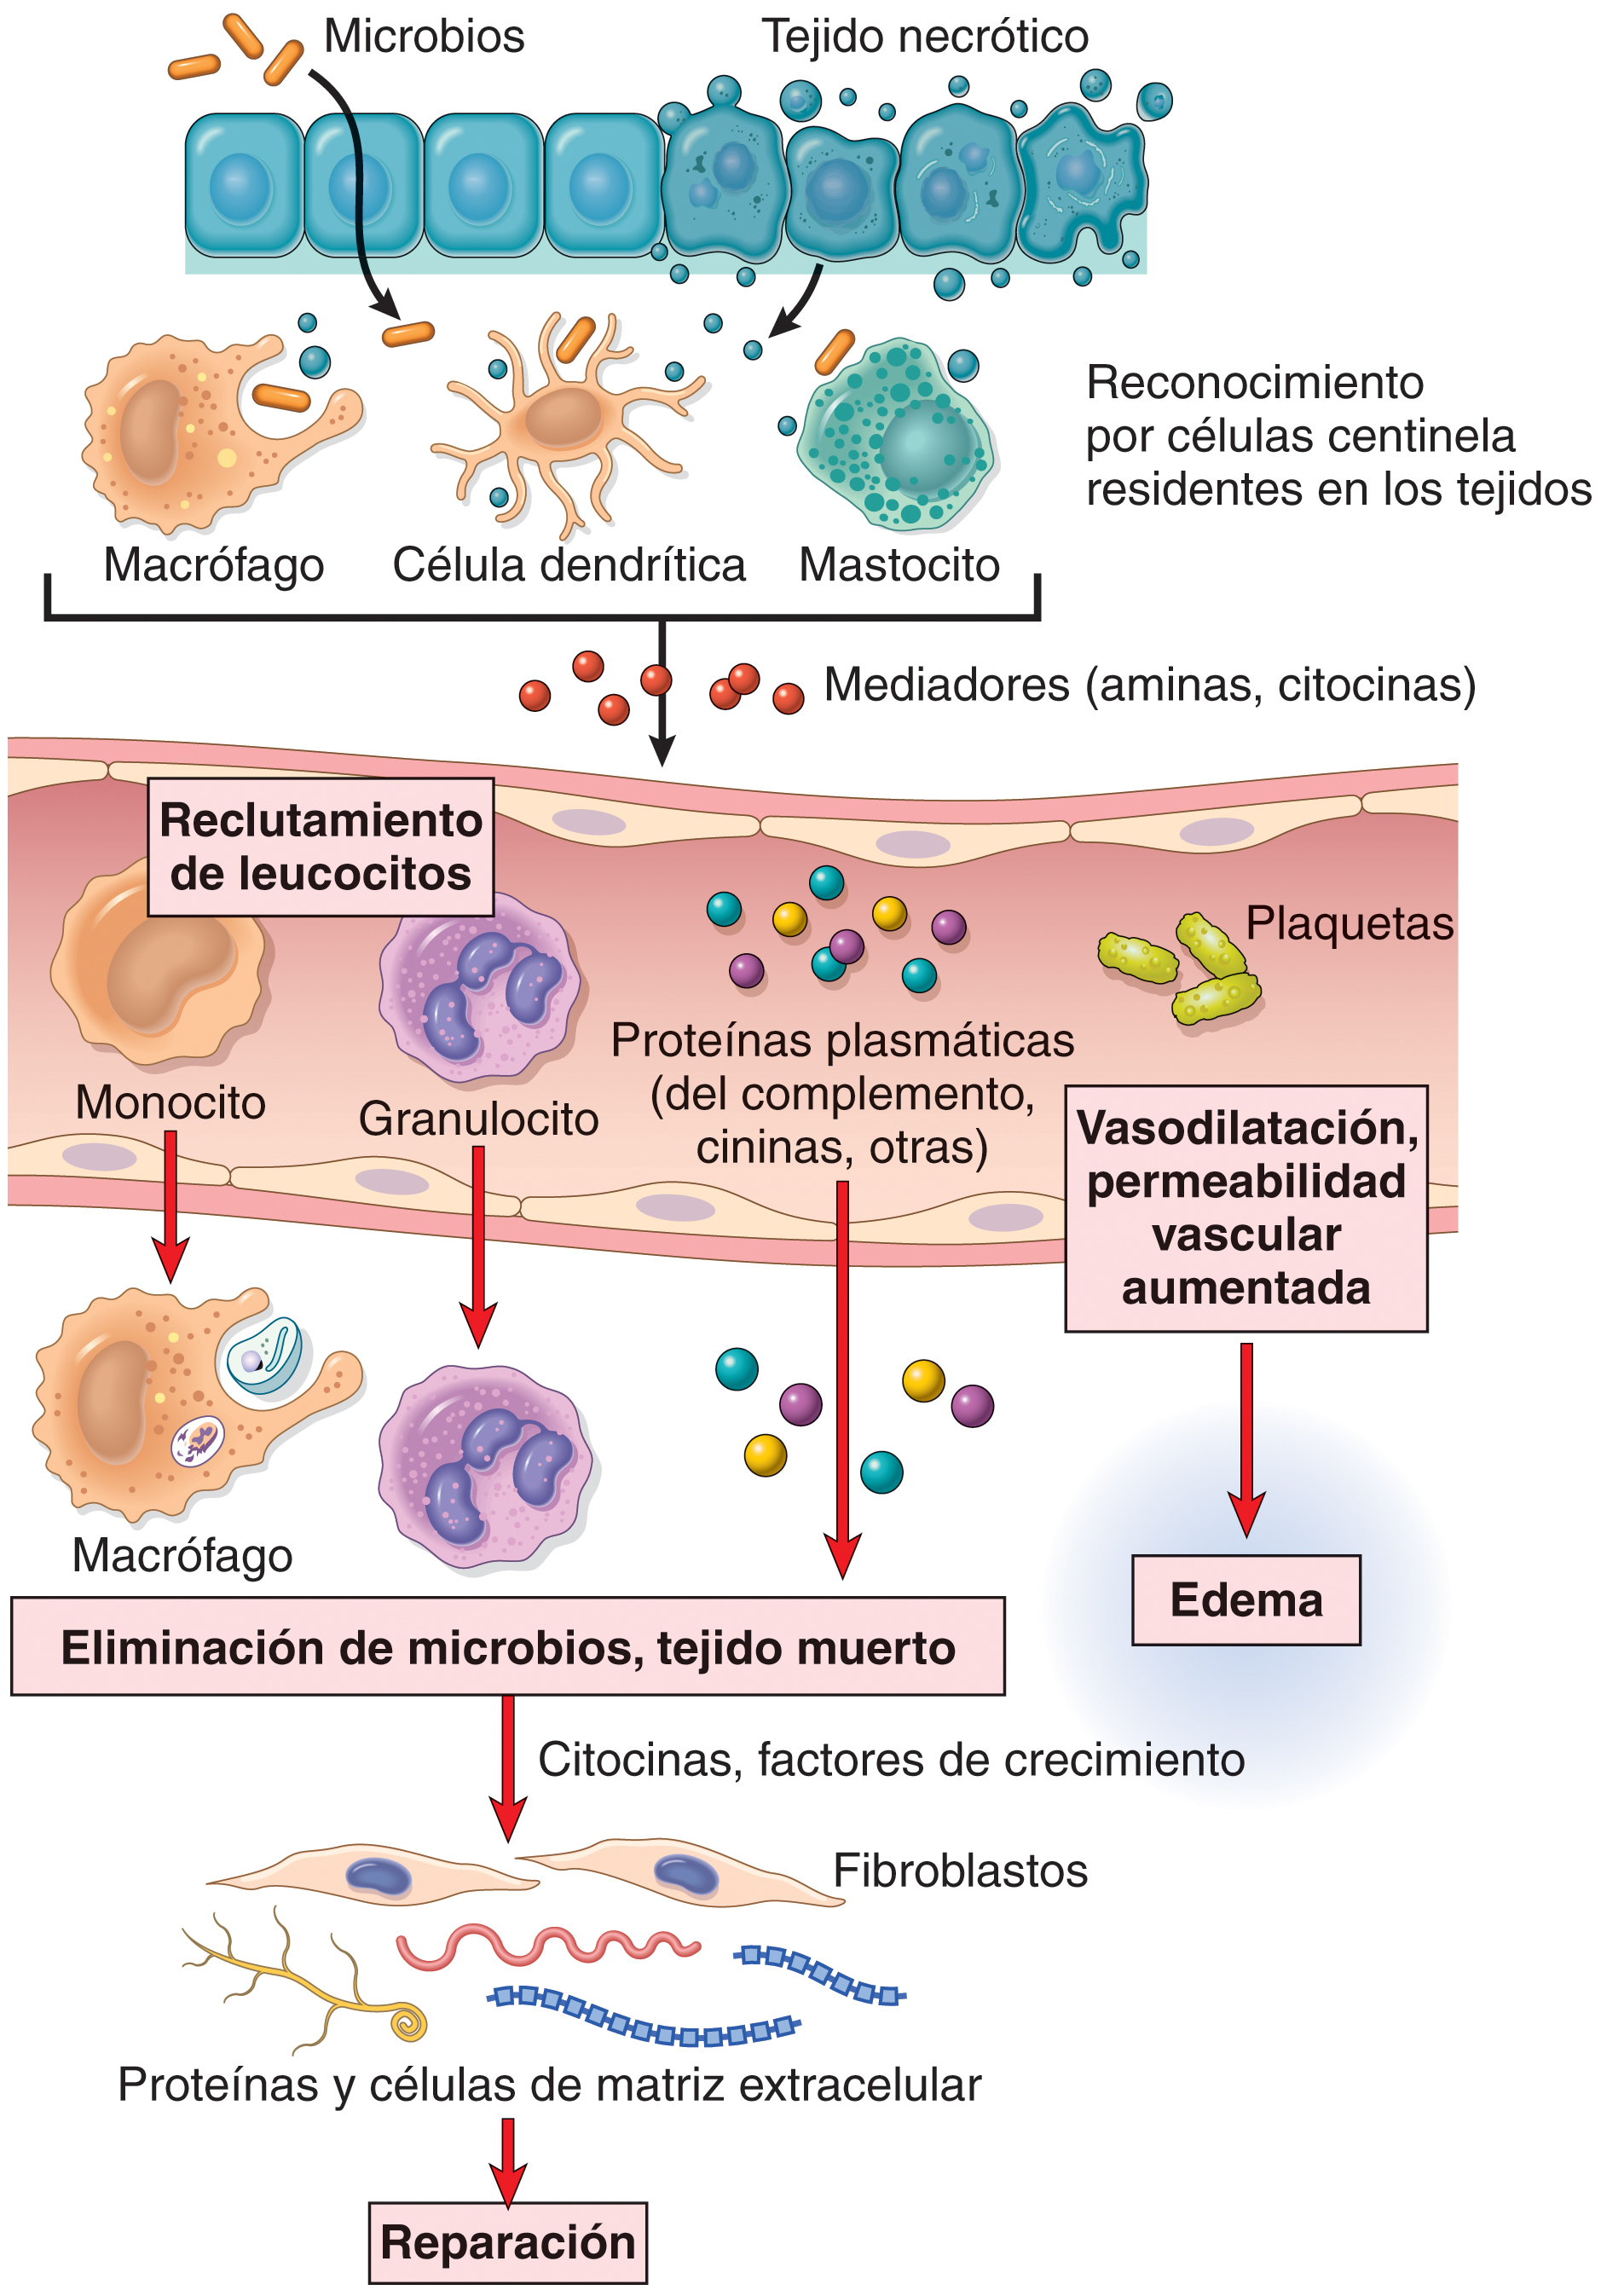 Microbios
Tejido necrótico
Reconocimiento
por células centinela
residentes en los tejidos
Macrófago
Célula dendrítica
Mastocito
Mediadores (aminas, citocinas)
Reclutamiento
de leucocitos
Plaquetas
Proteínas plasmáticas
(del complemento,
cininas, otras)
Monocito
Granulocito
Vasodilatación,
permeabilidad
vascular
aumentada
Macrófago
Edema
Eliminación de microbios, tejido muerto
Citocinas, factores de crecimiento
Fibroblastos
Proteínas y células de matriz extracelular
Reparación